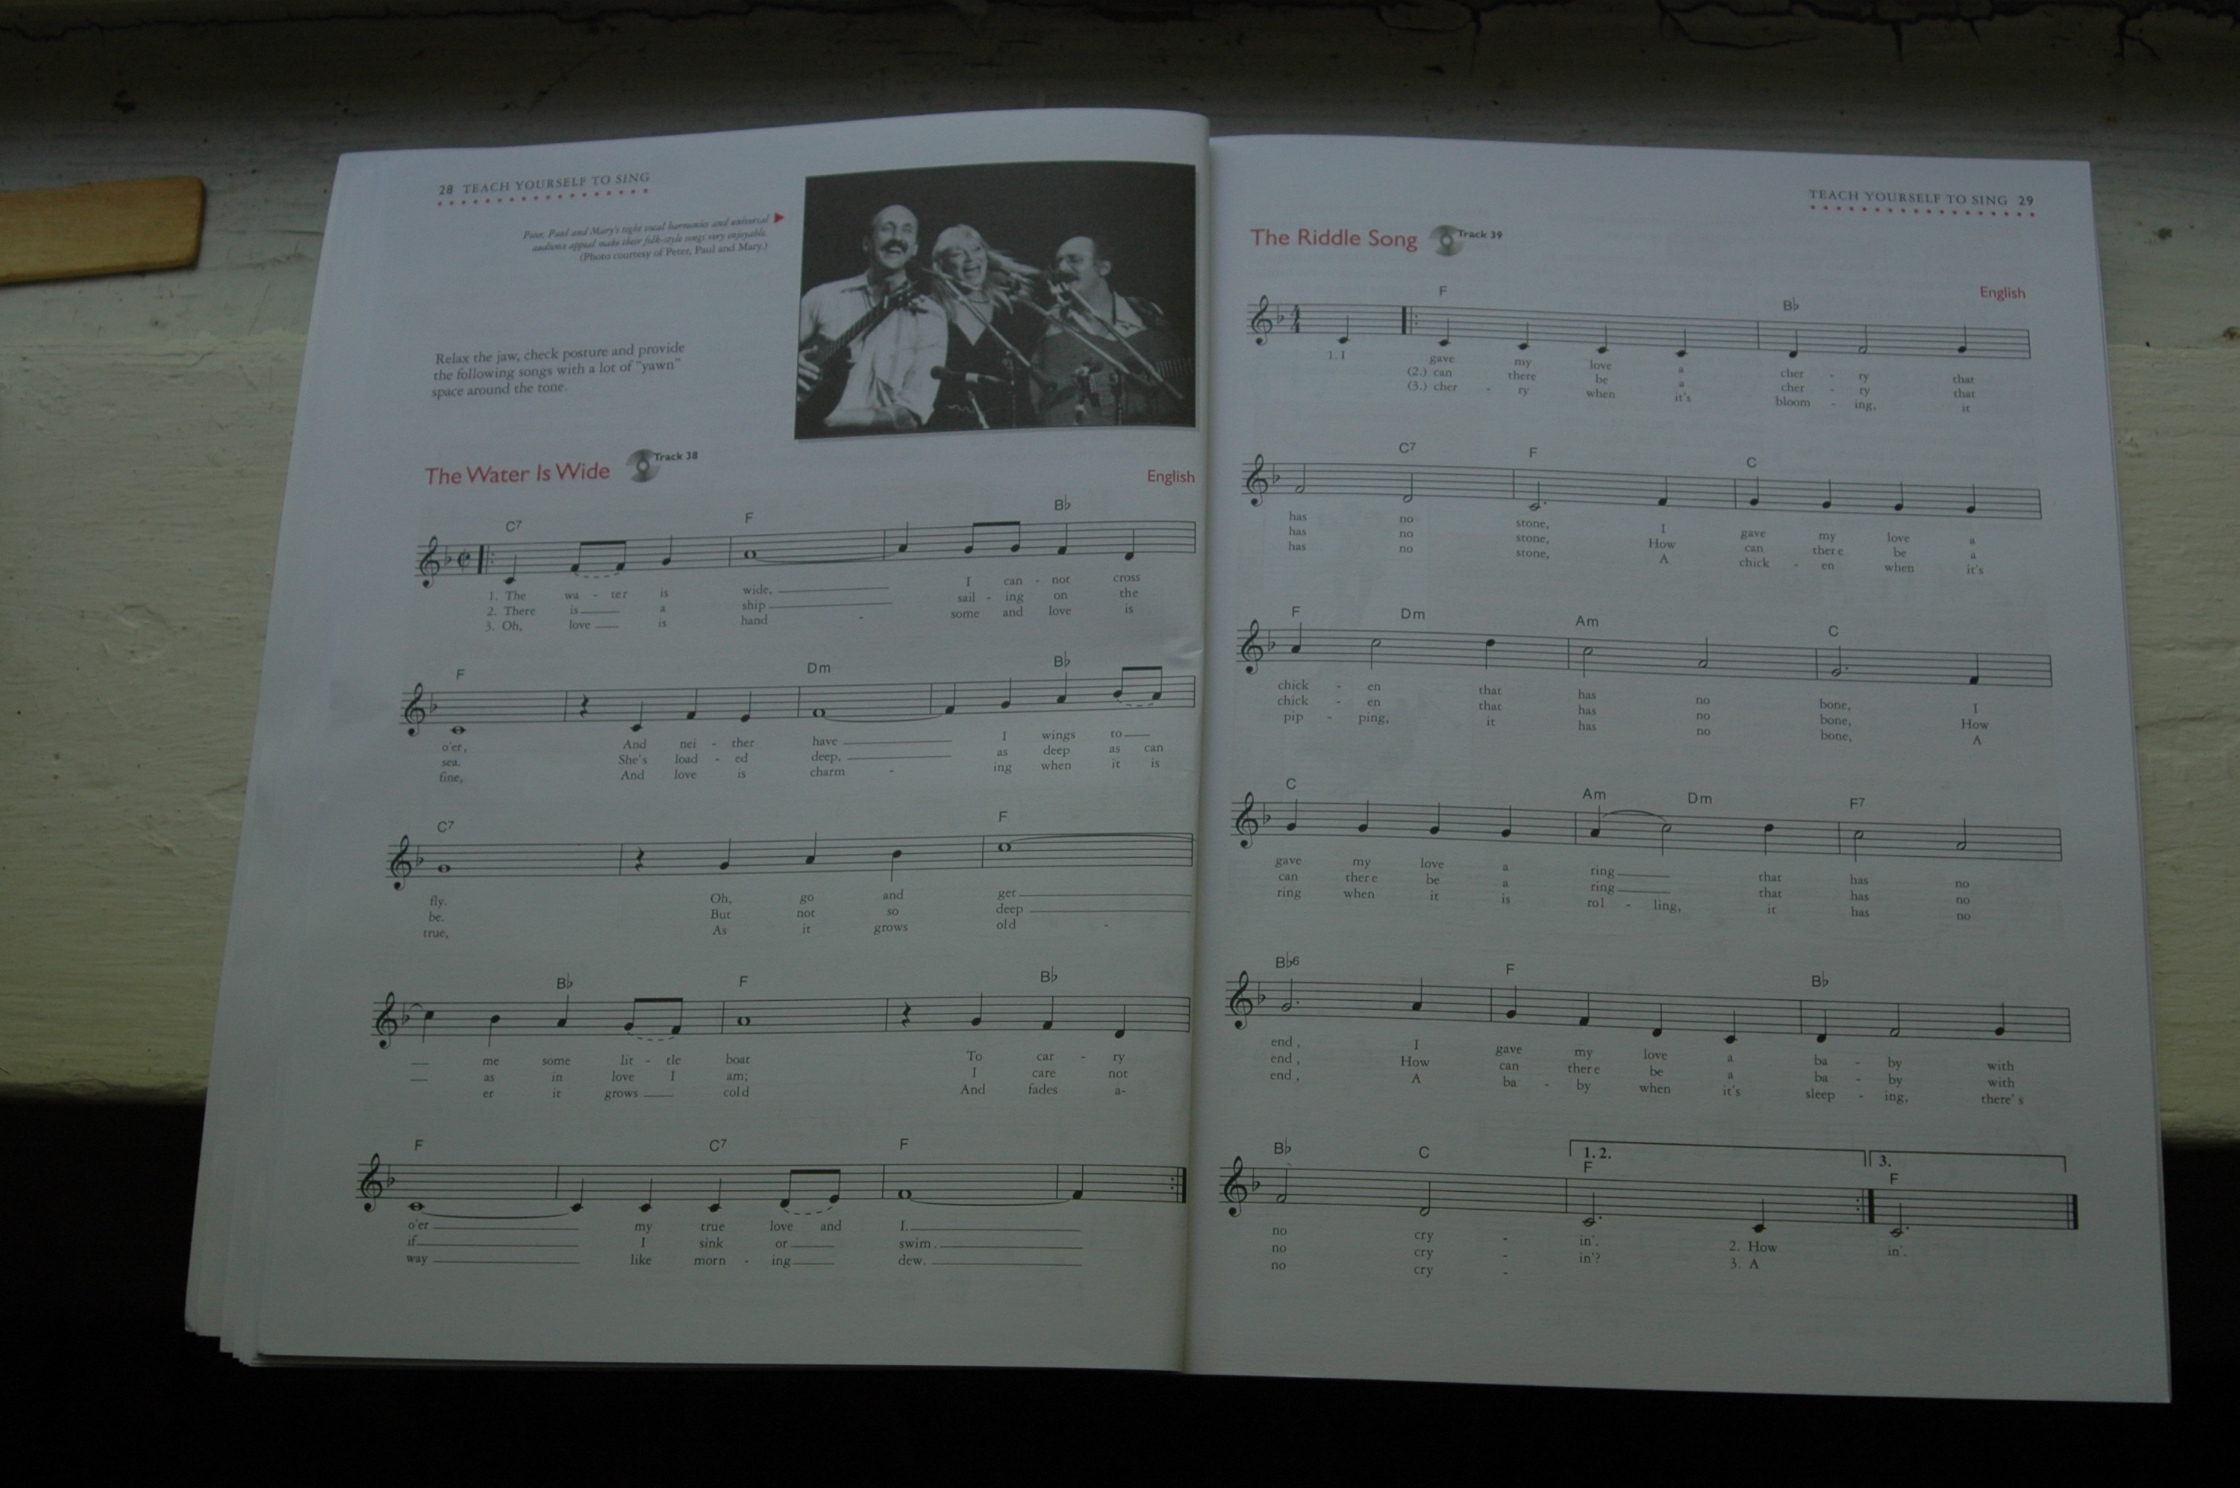 28 TEACH YOURSELF TO SING
Peter, Paul and Mary's tight vocal harmonies and universal
audience appeal make their folk-style songs very enjoyable.
(Photo courtesy of Peter, Paul and Mary.)
Relax the jaw, check posture and provide
the following songs with a lot of "yawn"
space around the tone.
The Water Is Wide Track 38
English
C7 F B♭
1. The wa - ter is wide, I can - not cross
2. There is a ship sail - ing on the
3. Oh, love is hand - some and love is
F Dm B♭
o'er, And nei - ther have I wings to
sea. She's load - ed deep, as deep as can
fine, And love is charm - ing when it is
C7 F
fly. Oh, go and get
be. But not so deep
true, As it grows old -
B♭ F B♭
me some lit - tle boat To car - ry
as in love I am; I care not
er it grows cold And fades a-
F C7 F
o'er my true love and I.
if I sink or swim.
way like morn - ing dew.
TEACH YOURSELF TO SING 29
The Riddle Song Track 39
English
F B♭
1. I gave my love a cher - ry that
(2.) can there be a cher - ry that
(3.) cher - ry when it's bloom - ing, it
C7 F C
has no stone, I gave my love a
has no stone, How can there be a
has no stone, A chick - en when it's
F Dm Am C
chick - en that has no bone, I
chick - en that has no bone, How
pip - ping, it has no bone, A
C Am Dm F7
gave my love a ring that has no
can there be a ring that has no
ring when it is rol - ling, it has no
B♭6 F B♭
end, I gave my love a ba - by with
end, How can there be a ba - by with
end, A ba - by when it's sleep - ing, there's
B♭ C 1. 2. F 3. F
no cry - in'. 2. How in'.
no cry - in'? 3. A
no cry -